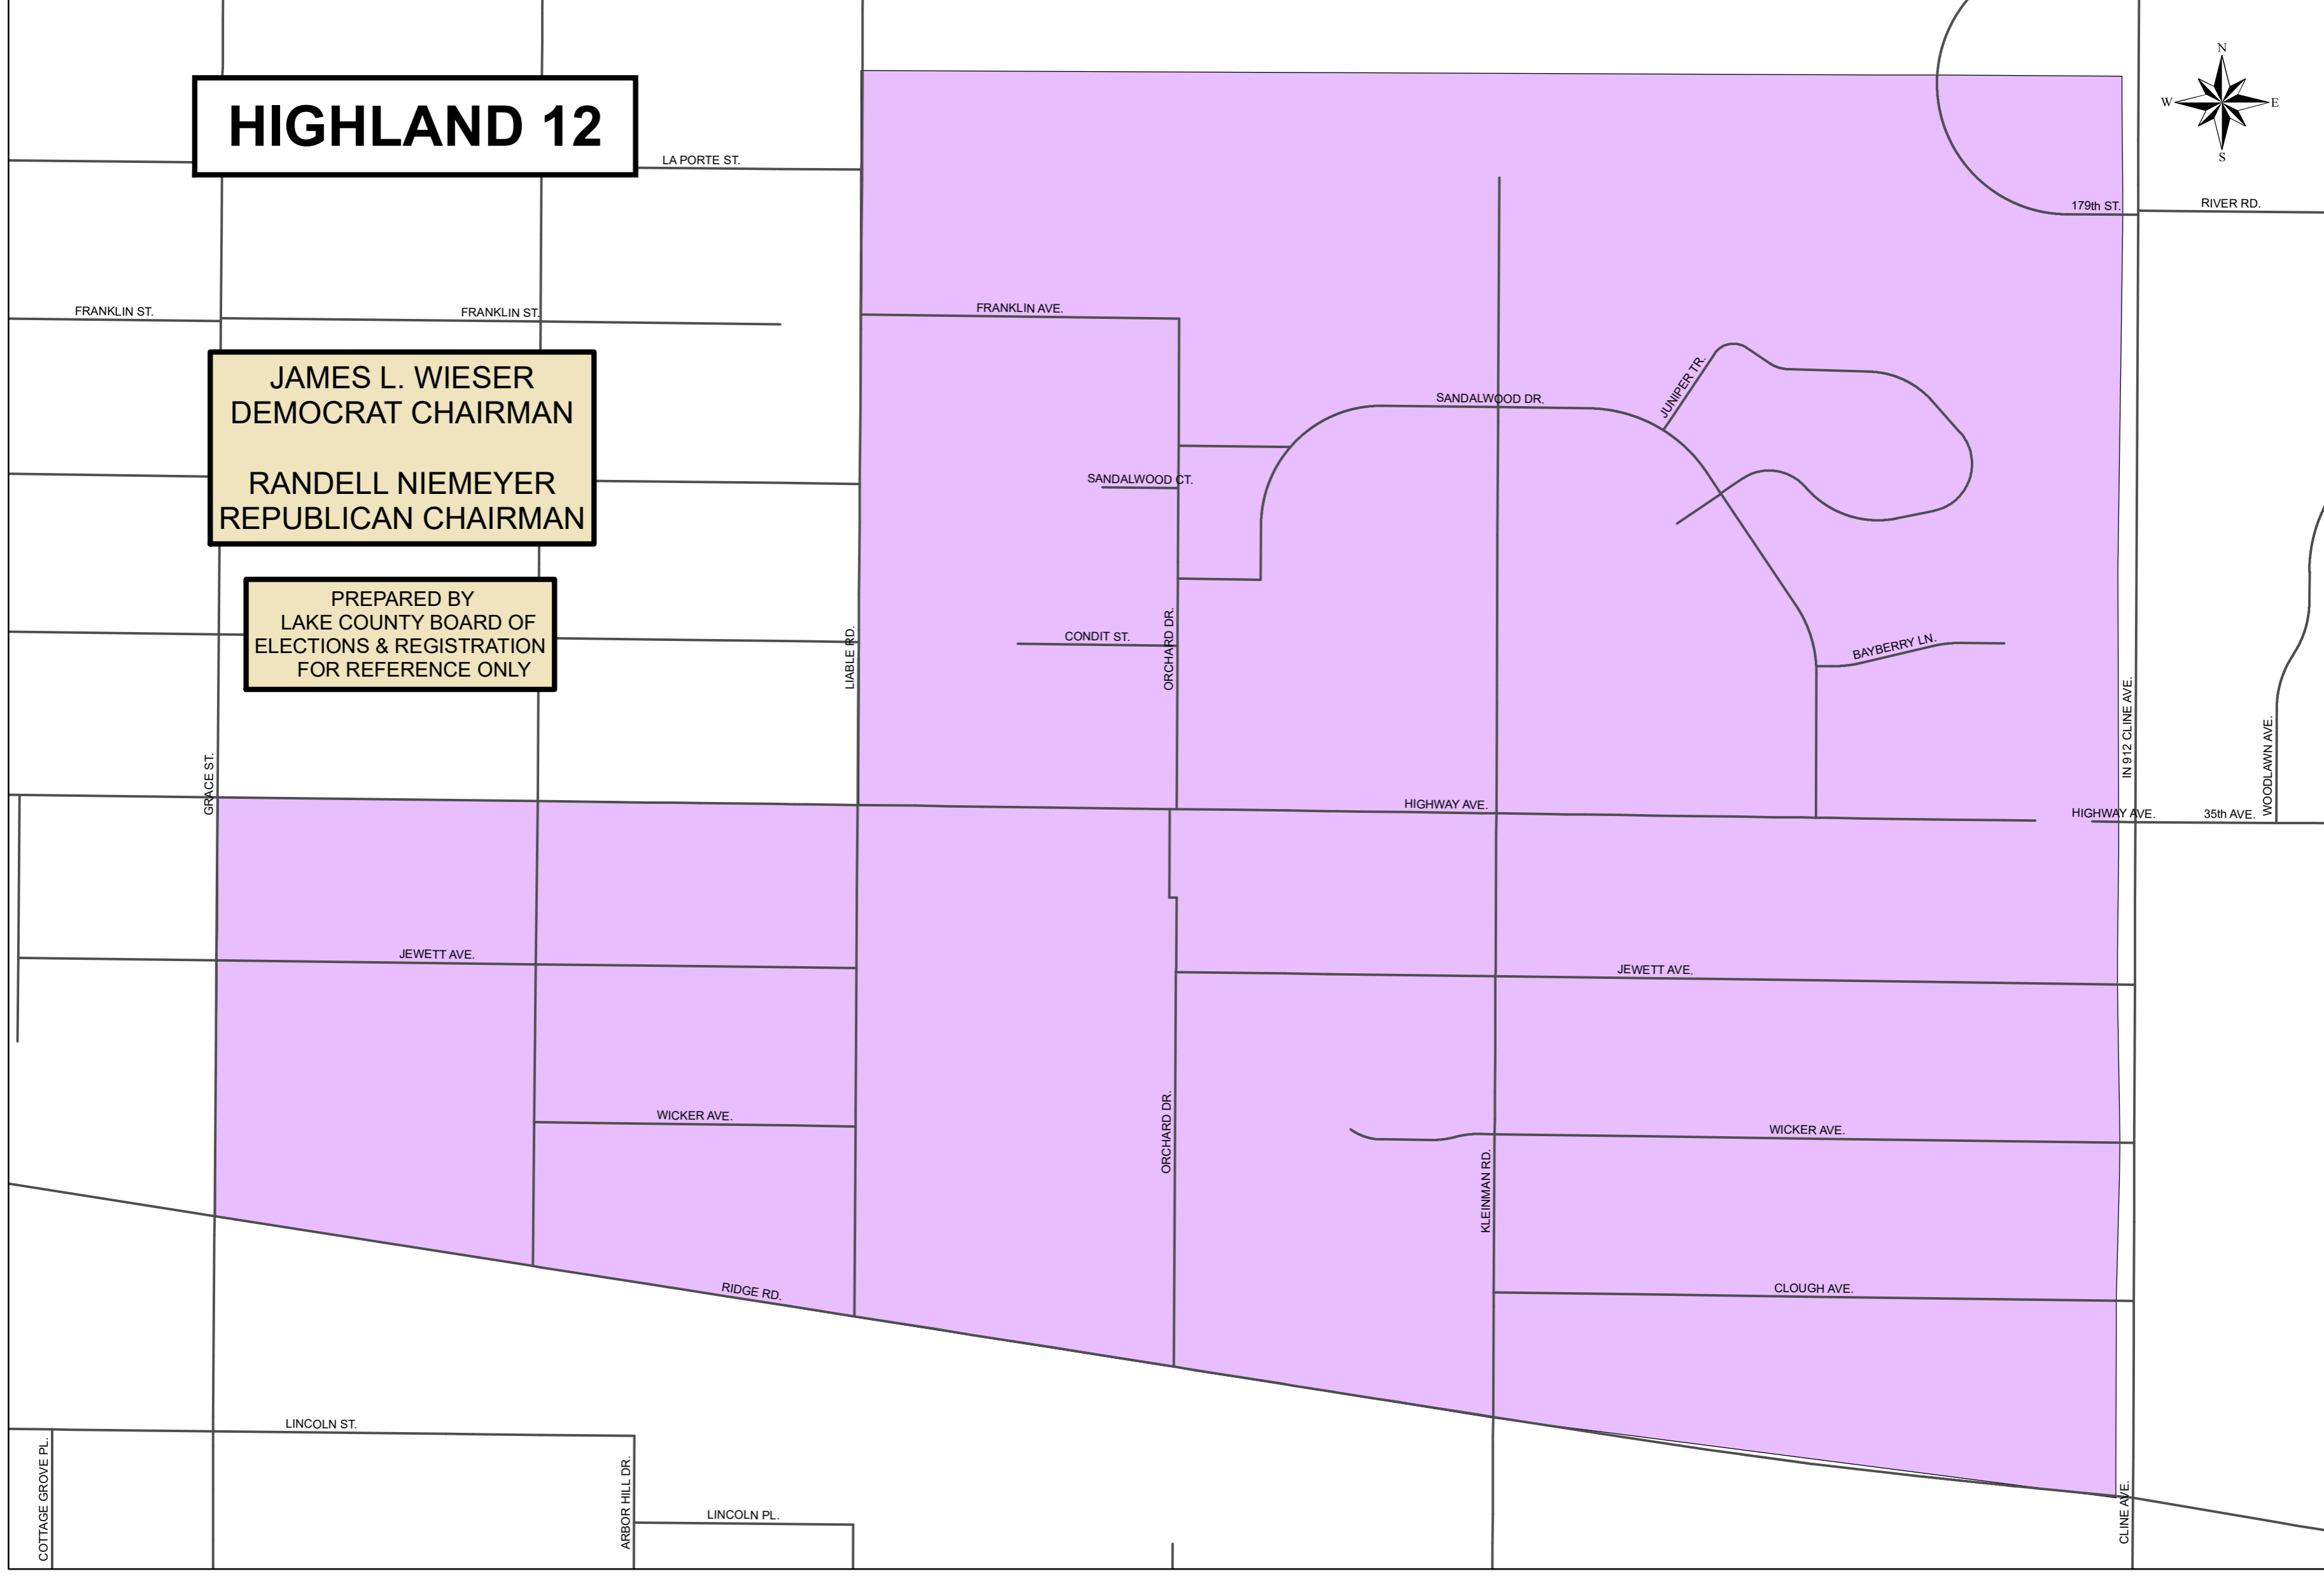 HIGHLAND 12
N
W
E
S
LA PORTE ST.
179th ST.
RIVER RD.
FRANKLIN ST.
FRANKLIN ST.
FRANKLIN AVE.
JAMES L. WIESER
DEMOCRAT CHAIRMAN
RANDELL NIEMEYER
REPUBLICAN CHAIRMAN
JUNIPER TR.
SANDALWOOD DR.
SANDALWOOD CT.
PREPARED BY
LAKE COUNTY BOARD OF
ELECTIONS & REGISTRATION
FOR REFERENCE ONLY
LIABLE RD.
CONDIT ST.
ORCHARD DR.
BAYBERRY LN.
IN 912 CLINE AVE.
WOODLAWN AVE.
GRACE ST.
HIGHWAY AVE.
HIGHWAY AVE.
35th AVE.
JEWETT AVE.
JEWETT AVE.
WICKER AVE.
ORCHARD DR.
WICKER AVE.
KLEINMAN RD.
RIDGE RD.
CLOUGH AVE.
LINCOLN ST.
COTTAGE GROVE PL.
ARBOR HILL DR.
LINCOLN PL.
CLINE AVE.